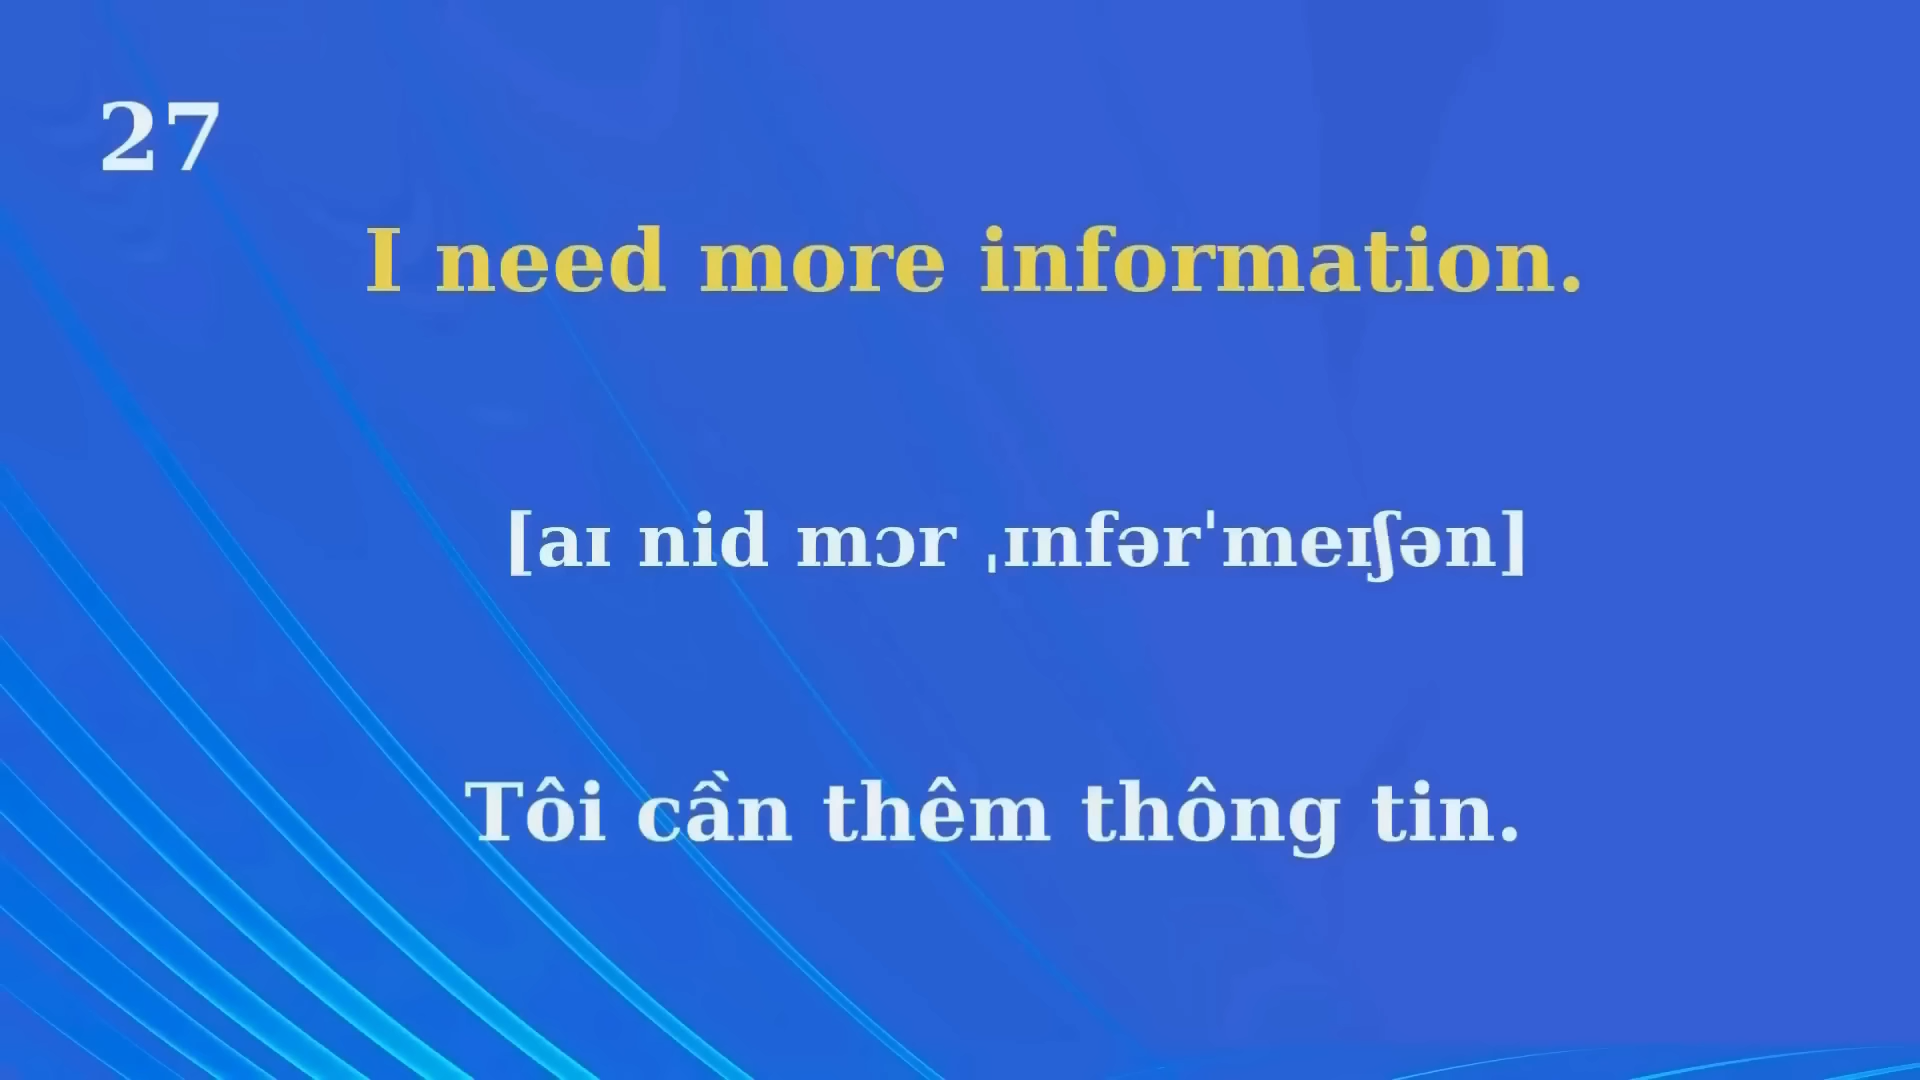 27
I need more information.
[aɪ nid mɔr ˌɪnfərˈmeɪʃən]
Tôi cần thêm thông tin.